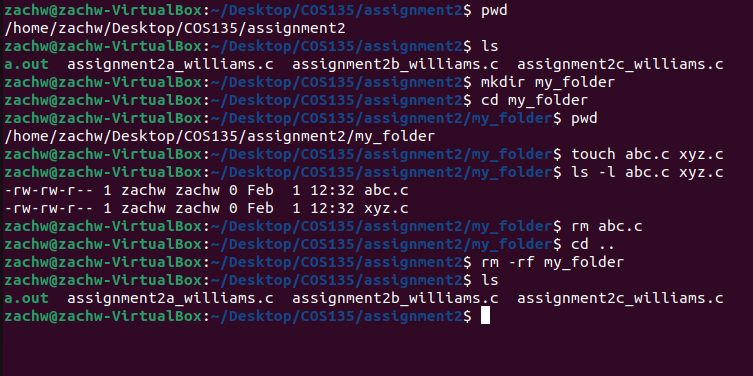 zachw@zachw-VirtualBox:~/Desktop/COS135/assignment2$ pwd
/home/zachw/Desktop/COS135/assignment2
zachw@zachw-VirtualBox:~/Desktop/COS135/assignment2$ ls
a.out  assignment2a_williams.c  assignment2b_williams.c  assignment2c_williams.c
zachw@zachw-VirtualBox:~/Desktop/COS135/assignment2$ mkdir my_folder
zachw@zachw-VirtualBox:~/Desktop/COS135/assignment2$ cd my_folder
zachw@zachw-VirtualBox:~/Desktop/COS135/assignment2/my_folder$ pwd
/home/zachw/Desktop/COS135/assignment2/my_folder
zachw@zachw-VirtualBox:~/Desktop/COS135/assignment2/my_folder$ touch abc.c xyz.c
zachw@zachw-VirtualBox:~/Desktop/COS135/assignment2/my_folder$ ls -l abc.c xyz.c
-rw-rw-r-- 1 zachw zachw 0 Feb  1 12:32 abc.c
-rw-rw-r-- 1 zachw zachw 0 Feb  1 12:32 xyz.c
zachw@zachw-VirtualBox:~/Desktop/COS135/assignment2/my_folder$ rm abc.c
zachw@zachw-VirtualBox:~/Desktop/COS135/assignment2/my_folder$ cd ..
zachw@zachw-VirtualBox:~/Desktop/COS135/assignment2$ rm -rf my_folder
zachw@zachw-VirtualBox:~/Desktop/COS135/assignment2$ ls
a.out  assignment2a_williams.c  assignment2b_williams.c  assignment2c_williams.c
zachw@zachw-VirtualBox:~/Desktop/COS135/assignment2$